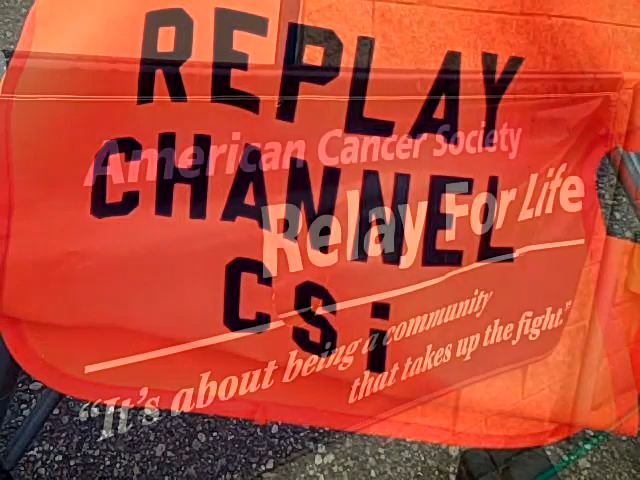 REPLAY
CHANNEL
CSi
American Cancer Society
Relay For Life
"It's about being a community
that takes up the fight."